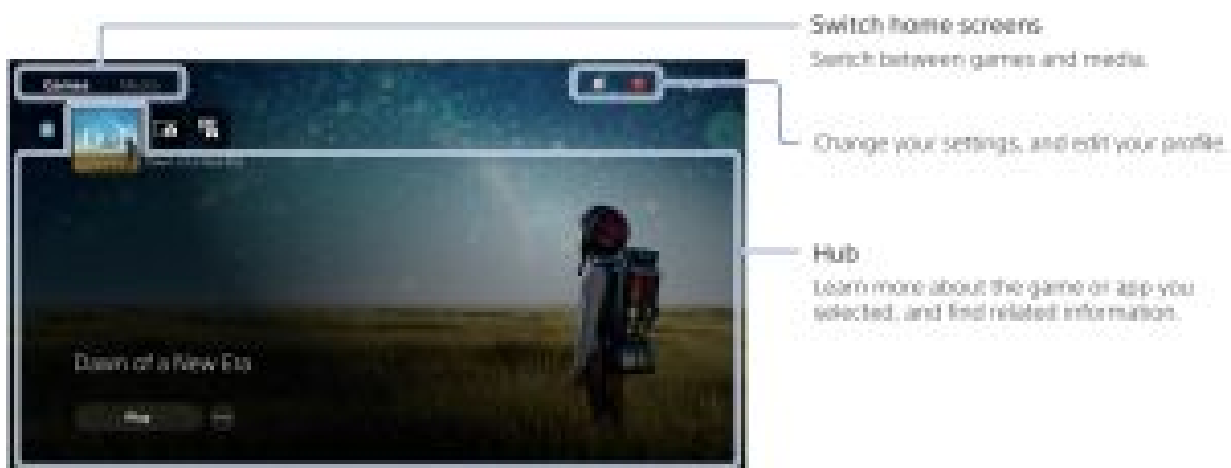 Switch home screens
Switch between games and media.
Games Media
Change your settings, and edit your profile.
Hub
Learn more about the game or app you
selected, and find related information.
Dawn of a New Era
Play